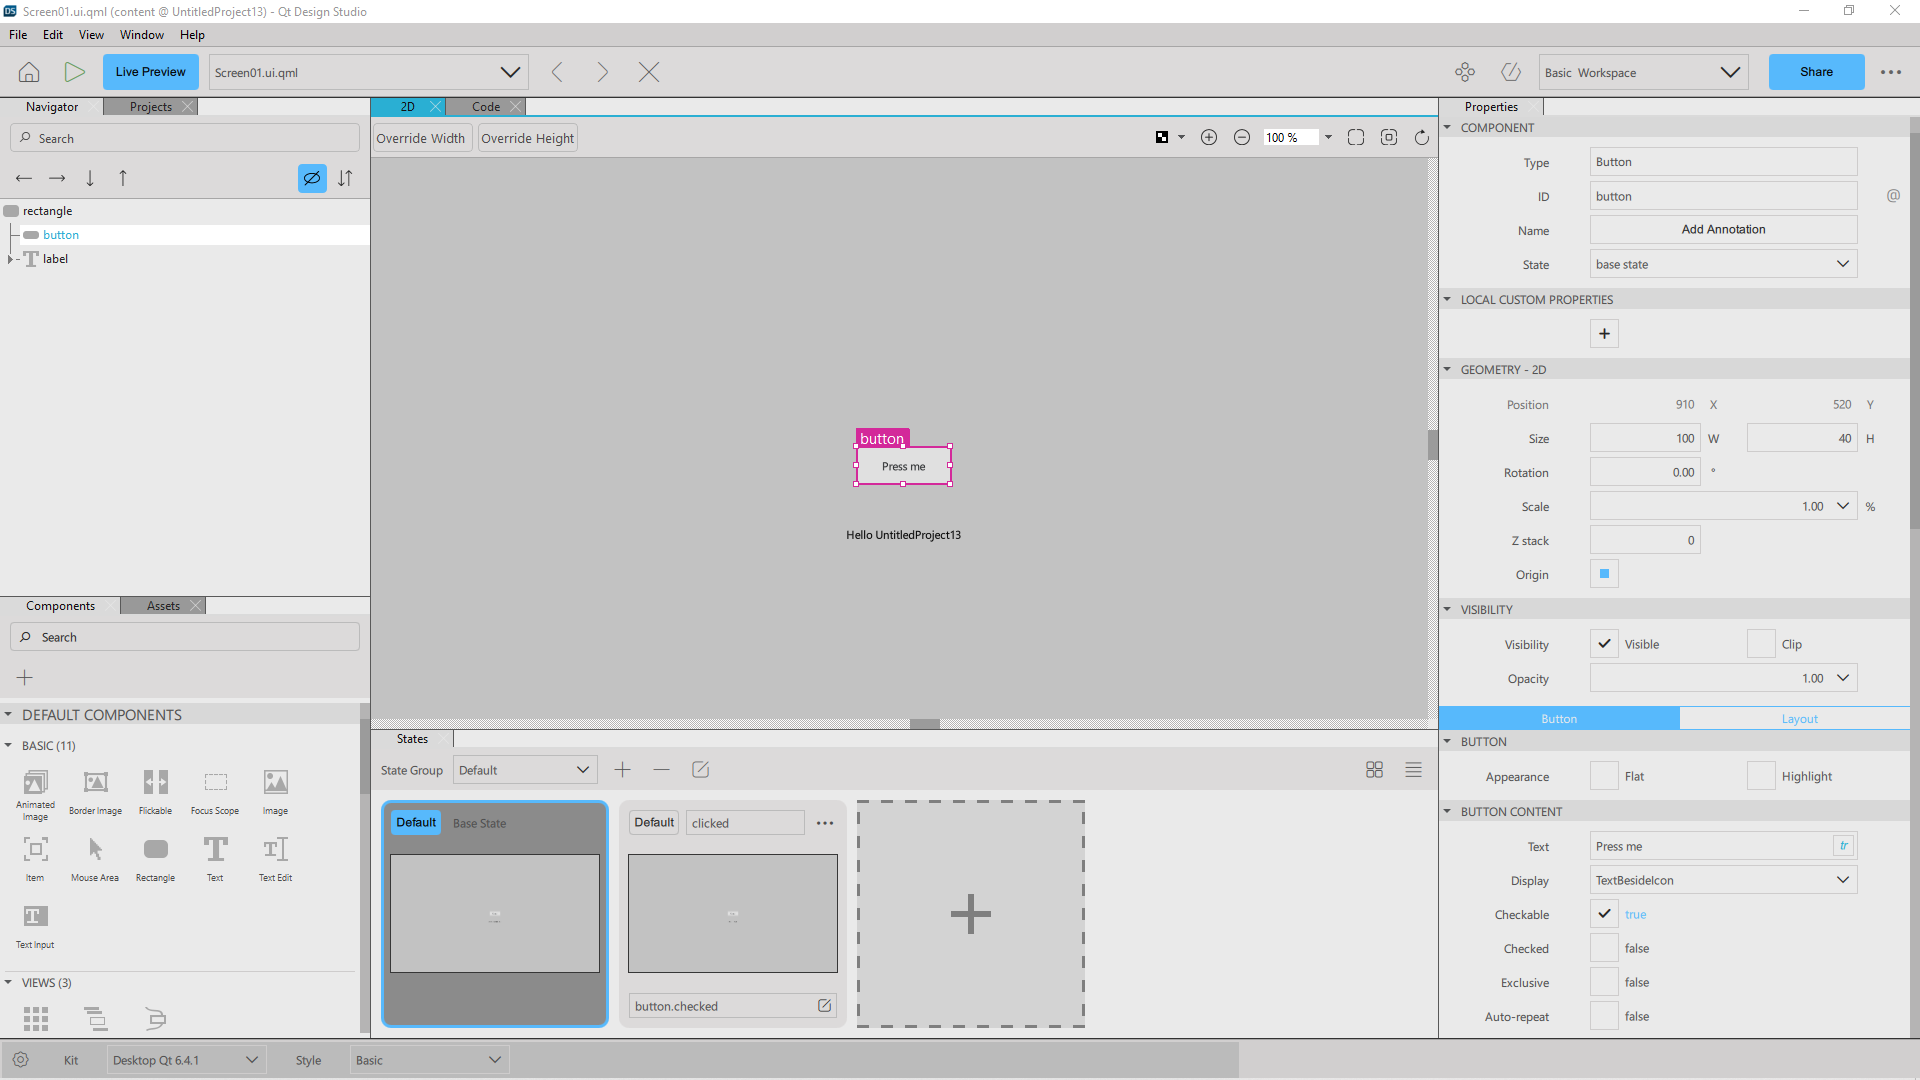 DS Screen01.ui.qml (content @ UntitledProject13) - Qt Design Studio
File Edit View Window Help
Live Preview Screen01.ui.qml Basic Workspace Share
Navigator Projects
Search
rectangle
button
label
Components Assets
Search
DEFAULT COMPONENTS
BASIC (11)
Animated Image Border Image Flickable Focus Scope Image
Item Mouse Area Rectangle Text Text Edit
Text Input
VIEWS (3)
2D Code
Override Width Override Height 100 %
button
Press me
Hello UntitledProject13
States
State Group Default
Default Base State
Default clicked
button.checked
Properties
COMPONENT
Type Button
ID button @
Name Add Annotation
State base state
LOCAL CUSTOM PROPERTIES
GEOMETRY - 2D
Position 910 X 520 Y
Size 100 W 40 H
Rotation 0.00 °
Scale 1.00 %
Z stack 0
Origin
VISIBILITY
Visibility Visible Clip
Opacity 1.00
Button Layout
BUTTON
Appearance Flat Highlight
BUTTON CONTENT
Text Press me tr
Display TextBesideIcon
Checkable true
Checked false
Exclusive false
Auto-repeat false
Kit Desktop Qt 6.4.1 Style Basic